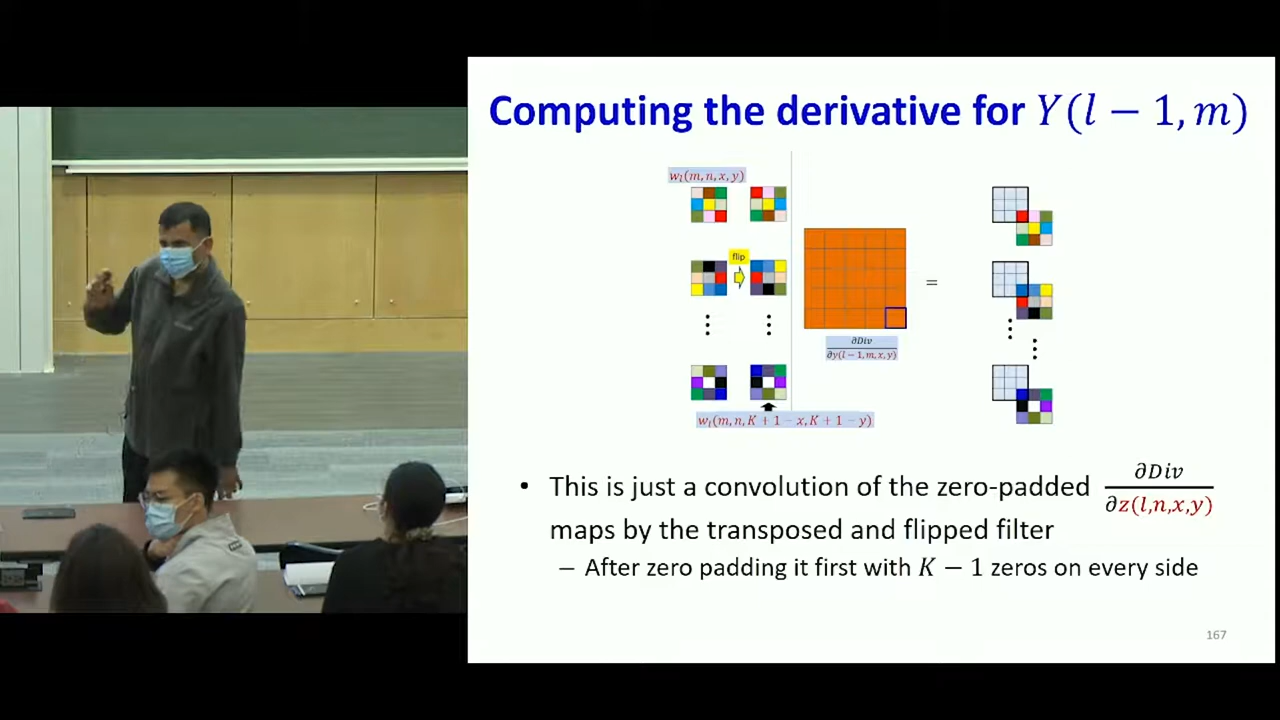 Computing the derivative for Y(l − 1, m)
w_l(m, n, x, y)
flip
=
∂Div
∂y(l−1,m,x,y)
w_l(m, n, K + 1 − x, K + 1 − y)
• This is just a convolution of the zero-padded ∂Div
∂z(l,n,x,y)
maps by the transposed and flipped filter
– After zero padding it first with K − 1 zeros on every side
167